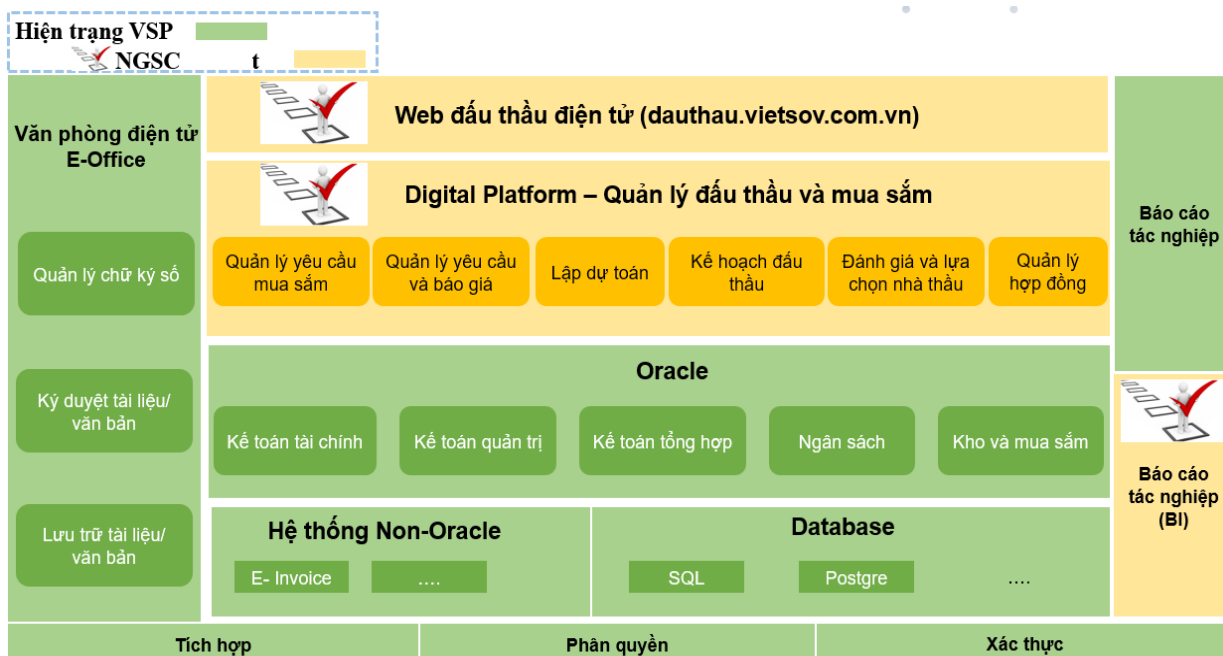 Hiện trạng VSP
NGSC t
Văn phòng điện tử
E-Office
Quản lý chữ ký số
Ký duyệt tài liệu/
văn bản
Lưu trữ tài liệu/
văn bản
Web đấu thầu điện tử (dauthau.vietsov.com.vn)
Digital Platform – Quản lý đấu thầu và mua sắm
Quản lý yêu cầu
mua sắm
Quản lý yêu cầu
và báo giá
Lập dự toán
Kế hoạch đấu
thầu
Đánh giá và lựa
chọn nhà thầu
Quản lý
hợp đồng
Oracle
Kế toán tài chính
Kế toán quản trị
Kế toán tổng hợp
Ngân sách
Kho và mua sắm
Hệ thống Non-Oracle
E- Invoice
....
Database
SQL
Postgre
....
Báo cáo
tác nghiệp
Báo cáo
tác nghiệp
(BI)
Tích hợp
Phân quyền
Xác thực